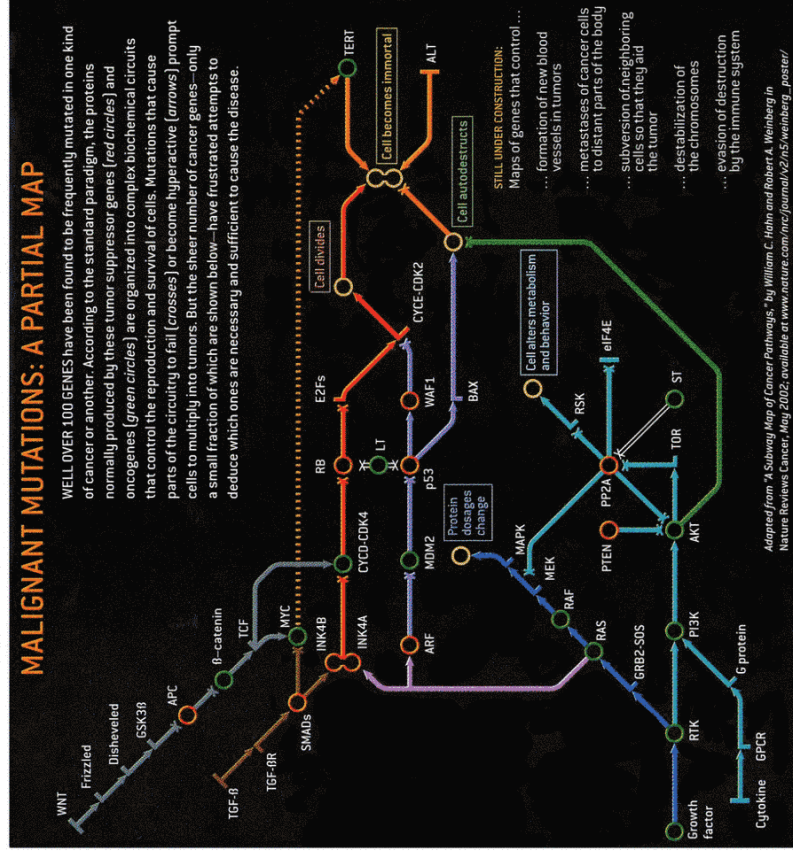 MALIGNANT MUTATIONS: A PARTIAL MAP
WELL OVER 100 GENES have been found to be frequently mutated in one kind
of cancer or another. According to the standard paradigm, the proteins
normally produced by these tumor suppressor genes (red circles) and
oncogenes (green circles) are organized into complex biochemical circuits
that control the reproduction and survival of cells. Mutations that cause
parts of the circuitry to fail (crosses) or become hyperactive (arrows) prompt
cells to multiply into tumors. But the sheer number of cancer genes—only
a small fraction of which are shown below—have frustrated attempts to
deduce which ones are necessary and sufficient to cause the disease.
WNT
Frizzled
Disheveled
GSK3ß
APC
ß-catenin
TCF
TGF-ß
TGF-ßR
SMADs
MYC
TERT
INK4B
INK4A
CYCD-CDK4
RB
EZFs
Cell divides
CYCE-CDK2
Cell becomes immortal
ALT
LT
ARF
MDM2
p53
WAF1
BAX
Cell autodestructs
Protein
dosages
change
Cell alters metabolism
and behavior
Growth
factor
RTK
GRB2-SOS
RAS
RAF
MEK
MAPK
PTEN
PP2A
RSK
eIF4E
Cytokine
GPCR
G protein
PI3K
AKT
TOR
ST
STILL UNDER CONSTRUCTION:
Maps of genes that control . . .
. . . formation of new blood
vessels in tumors
. . . metastases of cancer cells
to distant parts of the body
. . . subversion of neighboring
cells so that they aid
the tumor
. . . destabilization of
the chromosomes
. . . evasion of destruction
by the immune system
Adapted from "A Subway Map of Cancer Pathways," by William C. Hahn and Robert A. Weinberg in
Nature Reviews Cancer, May 2002; available at www.nature.com/nrc/journal/v2/n5/weinberg_poster/